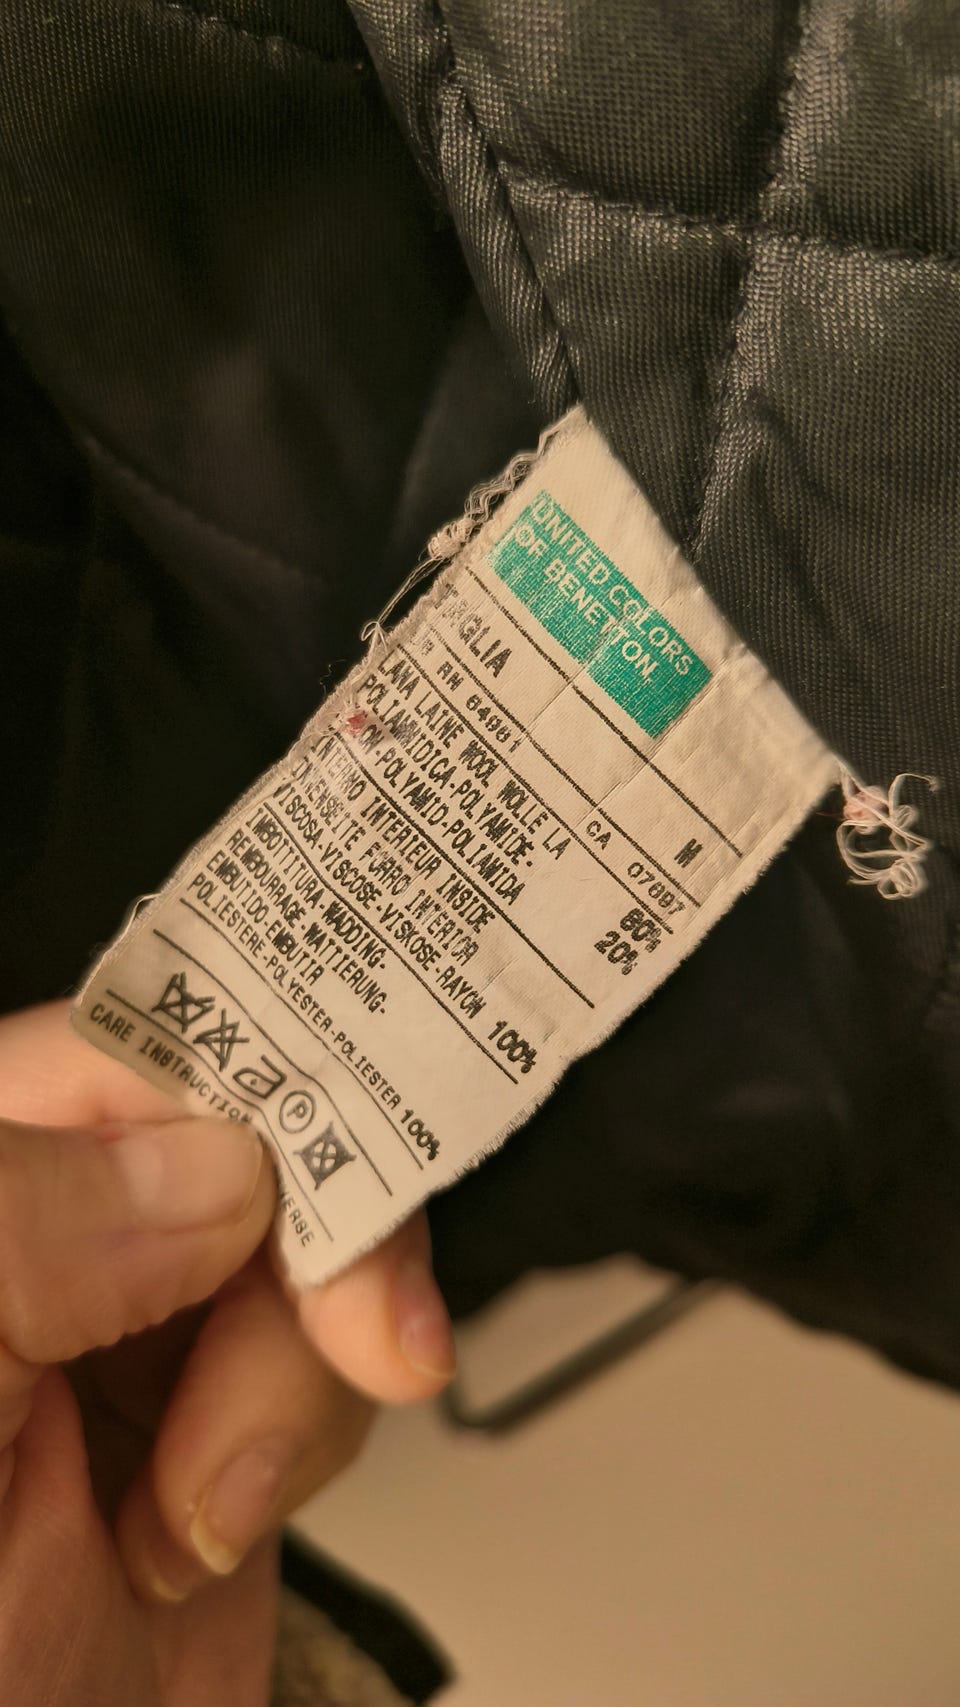 UNITED COLORS
OF BENETTON.
TAGLIA M
RN 64981 CA 07897
LANA LAINE WOOL WOLLE LA 80%
POLIAMMIDICA-POLYAMIDE- 20%
-POLYAMID-POLIAMIDA
INTERNO INTERIEUR INSIDE
INNENSEITE FORRO INTERIOR
VISCOSA-VISCOSE-VISKOSE-RAYON 100%
IMBOTTITURA-WADDING-
REMBOURRAGE-WATTIERUNG-
EMBUTIDO-EMBUTIR
POLIESTERE-POLYESTER-POLIESTER 100%
P
CARE INSTRUCTION